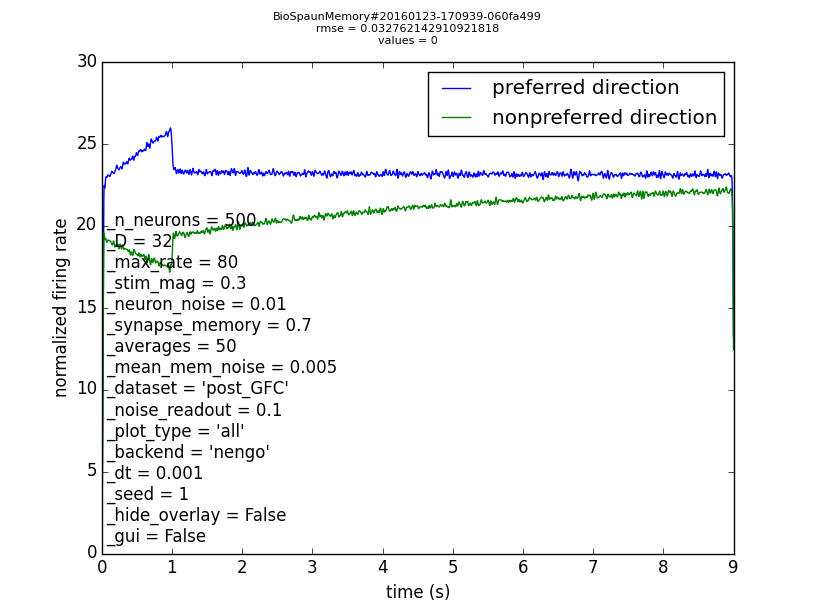 BioSpaunMemory#20160123-170939-060fa499
rmse = 0.032762142910921818
values = 0
30
25
20
15
10
5
0
normalized firing rate
preferred direction
nonpreferred direction
_n_neurons = 500
_D = 32
_max_rate = 80
_stim_mag = 0.3
_neuron_noise = 0.01
_synapse_memory = 0.7
_averages = 50
_mean_mem_noise = 0.005
_dataset = 'post_GFC'
_noise_readout = 0.1
_plot_type = 'all'
_backend = 'nengo'
_dt = 0.001
_seed = 1
_hide_overlay = False
_gui = False
0 1 2 3 4 5 6 7 8 9
time (s)